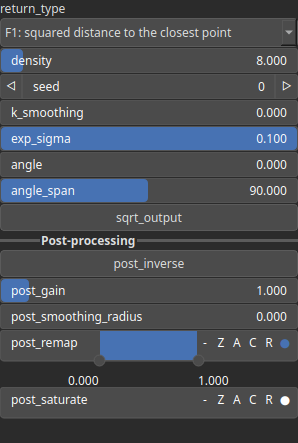 return_type
F1: squared distance to the closest point
density 8.000
seed 0
k_smoothing 0.000
exp_sigma 0.100
angle 0.000
angle_span 90.000
sqrt_output
Post-processing
post_inverse
post_gain 1.000
post_smoothing_radius 0.000
post_remap - Z A C R
0.000 1.000
post_saturate - Z A C R